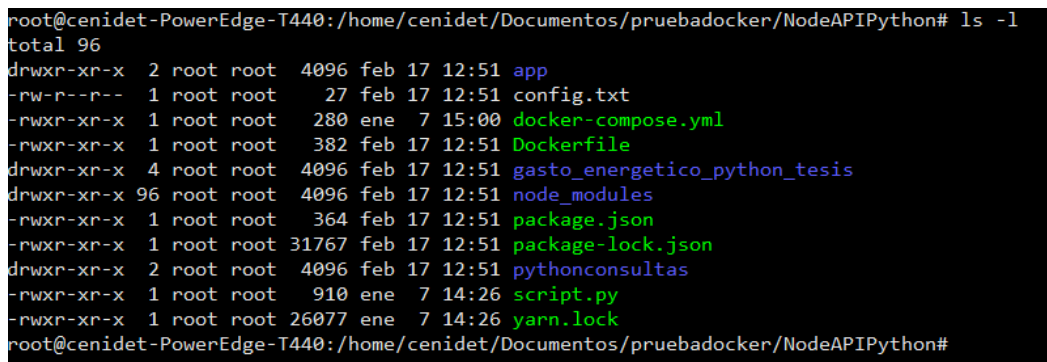 root@cenidet-PowerEdge-T440:/home/cenidet/Documentos/pruebadocker/NodeAPIPython# ls -l
total 96
drwxr-xr-x  2 root root  4096 feb 17 12:51 app
-rw-r--r--  1 root root    27 feb 17 12:51 config.txt
-rwxr-xr-x  1 root root   280 ene  7 15:00 docker-compose.yml
-rwxr-xr-x  1 root root   382 feb 17 12:51 Dockerfile
drwxr-xr-x  4 root root  4096 feb 17 12:51 gasto_energetico_python_tesis
drwxr-xr-x 96 root root  4096 feb 17 12:51 node_modules
-rwxr-xr-x  1 root root   364 feb 17 12:51 package.json
-rwxr-xr-x  1 root root 31767 feb 17 12:51 package-lock.json
drwxr-xr-x  2 root root  4096 feb 17 12:51 pythonconsultas
-rwxr-xr-x  1 root root   910 ene  7 14:26 script.py
-rwxr-xr-x  1 root root 26077 ene  7 14:26 yarn.lock
root@cenidet-PowerEdge-T440:/home/cenidet/Documentos/pruebadocker/NodeAPIPython#